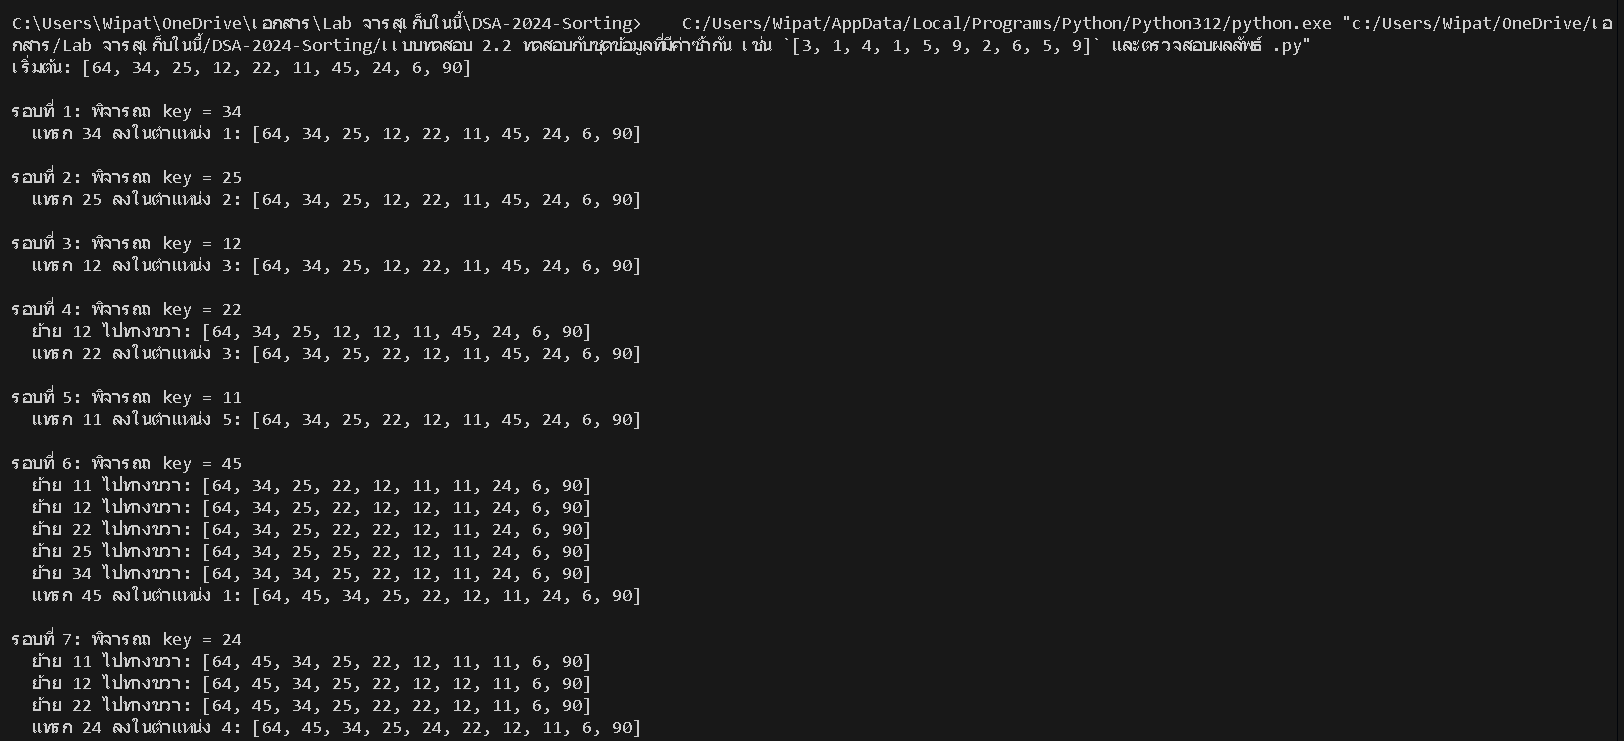 C:\Users\Wipat\OneDrive\เอกสาร\Lab จารสุเก็บในนี้\DSA-2024-Sorting>    C:/Users/Wipat/AppData/Local/Programs/Python/Python312/python.exe "c:/Users/Wipat/OneDrive/เอ
กสาร/Lab จารสุเก็บในนี้/DSA-2024-Sorting/แบบทดสอบ 2.2 ทดสอบกับชุดข้อมูลที่มีค่าซ้ำกัน เช่น `[3, 1, 4, 1, 5, 9, 2, 6, 5, 9]` และตรวจสอบผลลัพธ์ .py"
เริ่มต้น: [64, 34, 25, 12, 22, 11, 45, 24, 6, 90]
รอบที่ 1: พิจารณา key = 34
  แทรก 34 ลงในตำแหน่ง 1: [64, 34, 25, 12, 22, 11, 45, 24, 6, 90]
รอบที่ 2: พิจารณา key = 25
  แทรก 25 ลงในตำแหน่ง 2: [64, 34, 25, 12, 22, 11, 45, 24, 6, 90]
รอบที่ 3: พิจารณา key = 12
  แทรก 12 ลงในตำแหน่ง 3: [64, 34, 25, 12, 22, 11, 45, 24, 6, 90]
รอบที่ 4: พิจารณา key = 22
  ย้าย 12 ไปทางขวา: [64, 34, 25, 12, 12, 11, 45, 24, 6, 90]
  แทรก 22 ลงในตำแหน่ง 3: [64, 34, 25, 22, 12, 11, 45, 24, 6, 90]
รอบที่ 5: พิจารณา key = 11
  แทรก 11 ลงในตำแหน่ง 5: [64, 34, 25, 22, 12, 11, 45, 24, 6, 90]
รอบที่ 6: พิจารณา key = 45
  ย้าย 11 ไปทางขวา: [64, 34, 25, 22, 12, 11, 11, 24, 6, 90]
  ย้าย 12 ไปทางขวา: [64, 34, 25, 22, 12, 12, 11, 24, 6, 90]
  ย้าย 22 ไปทางขวา: [64, 34, 25, 22, 22, 12, 11, 24, 6, 90]
  ย้าย 25 ไปทางขวา: [64, 34, 25, 25, 22, 12, 11, 24, 6, 90]
  ย้าย 34 ไปทางขวา: [64, 34, 34, 25, 22, 12, 11, 24, 6, 90]
  แทรก 45 ลงในตำแหน่ง 1: [64, 45, 34, 25, 22, 12, 11, 24, 6, 90]
รอบที่ 7: พิจารณา key = 24
  ย้าย 11 ไปทางขวา: [64, 45, 34, 25, 22, 12, 11, 11, 6, 90]
  ย้าย 12 ไปทางขวา: [64, 45, 34, 25, 22, 12, 12, 11, 6, 90]
  ย้าย 22 ไปทางขวา: [64, 45, 34, 25, 22, 22, 12, 11, 6, 90]
  แทรก 24 ลงในตำแหน่ง 4: [64, 45, 34, 25, 24, 22, 12, 11, 6, 90]